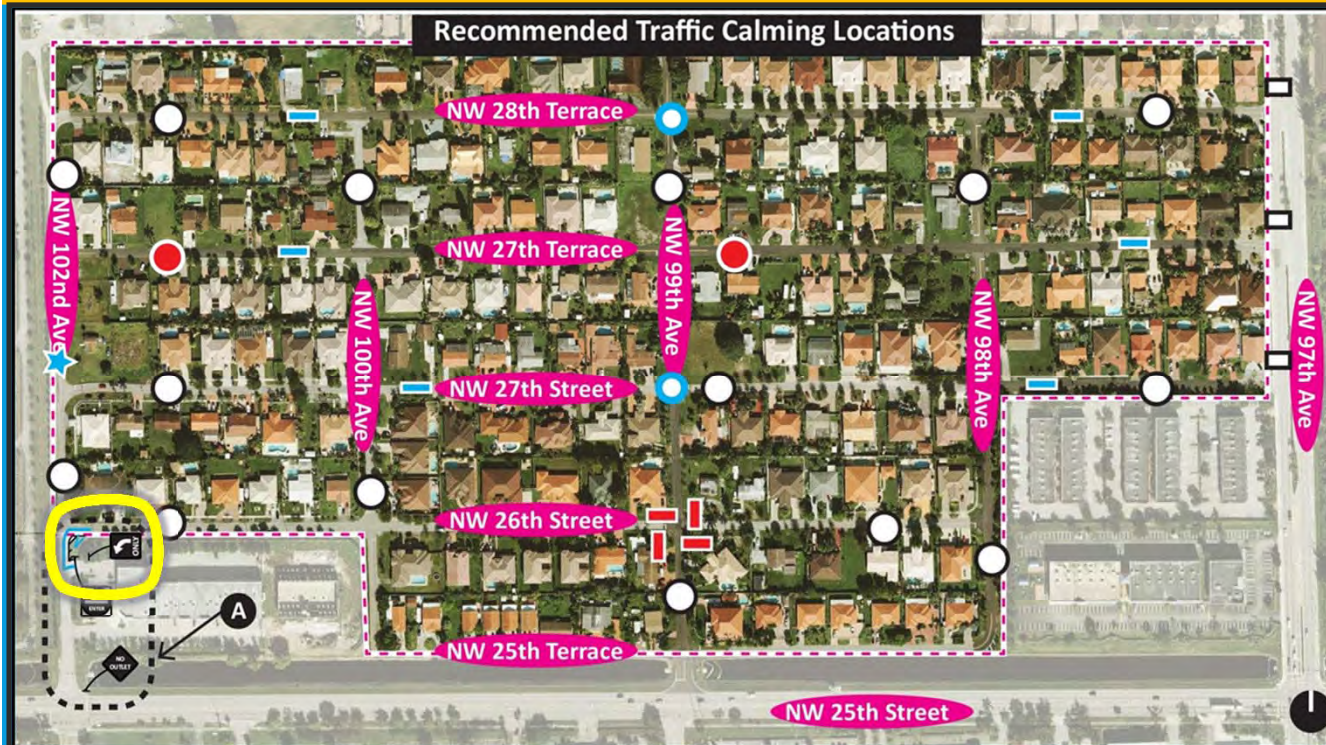 Recommended Traffic Calming Locations
NW 28th Terrace
NW 102nd Ave
NW 27th Terrace
NW 99th Ave
NW 100th Ave
NW 98th Ave
NW 97th Ave
NW 27th Street
NW 26th Street
ONLY
ENTER
A
NO
OUTLET
NW 25th Terrace
NW 25th Street